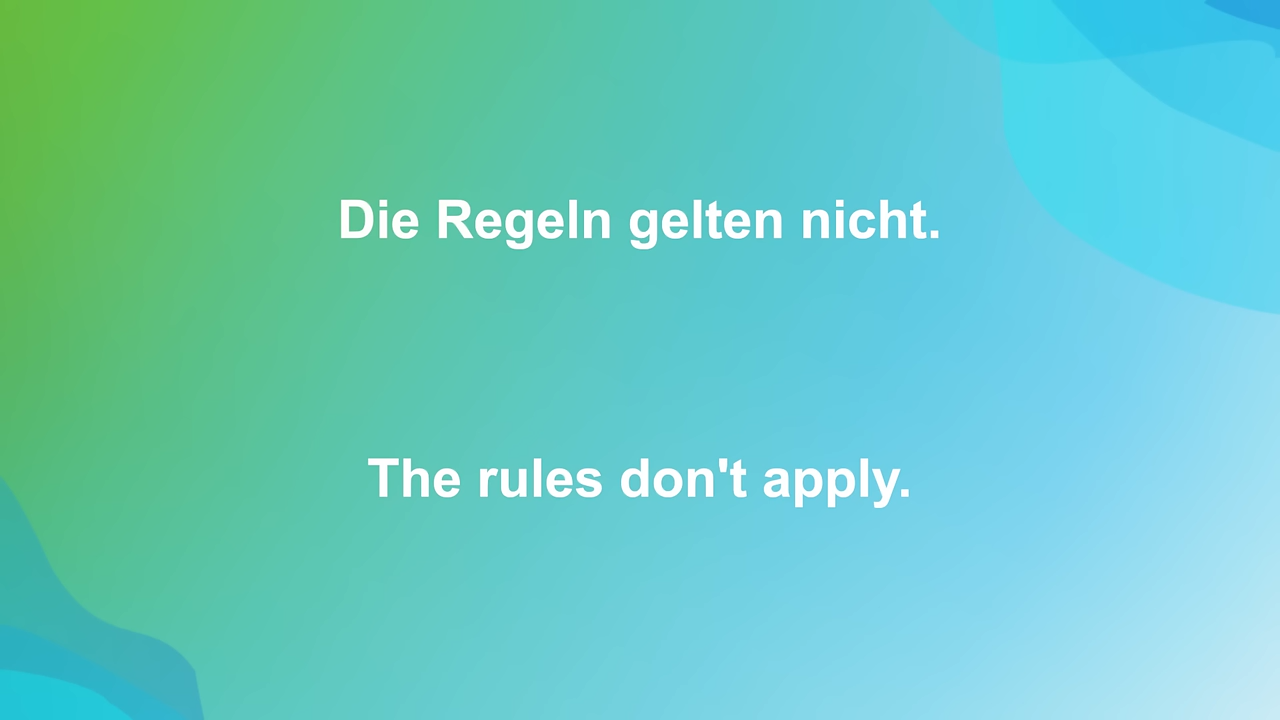 Die Regeln gelten nicht.
The rules don't apply.